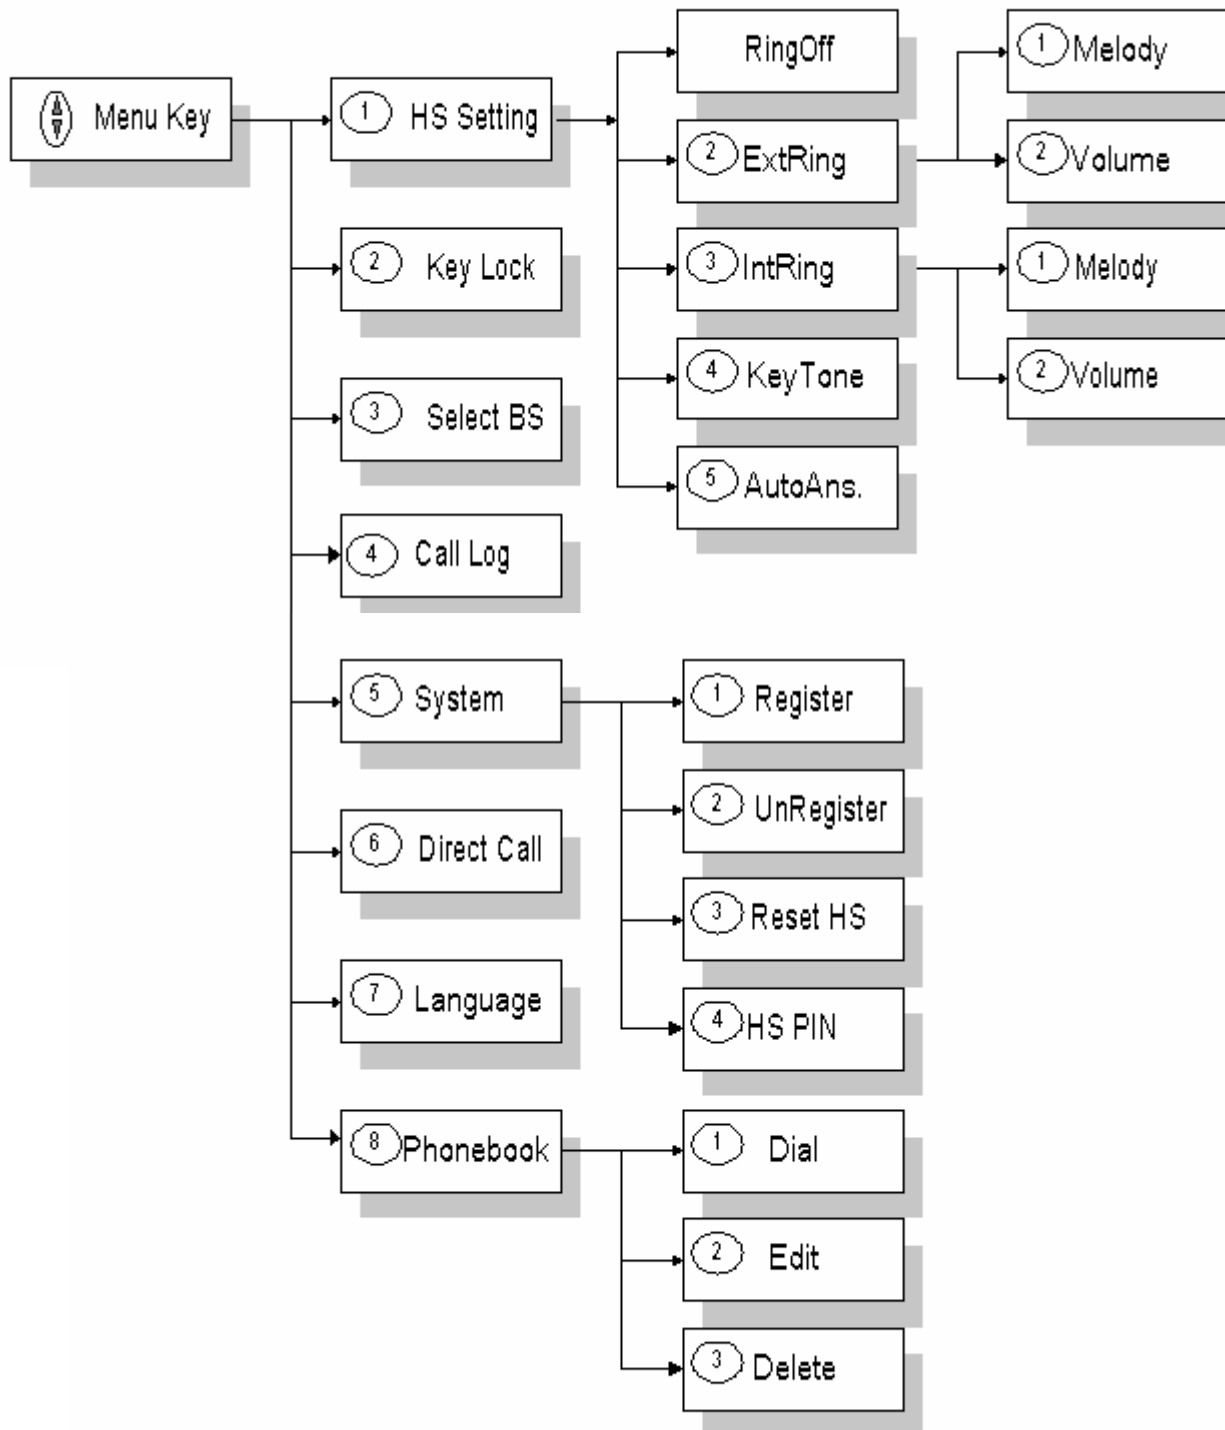 Menu Key
1 HS Setting
RingOff
2 ExtRing
1 Melody
2 Volume
3 IntRing
1 Melody
2 Volume
4 KeyTone
5 AutoAns.
2 Key Lock
3 Select BS
4 Call Log
5 System
1 Register
2 UnRegister
3 Reset HS
4 HS PIN
6 Direct Call
7 Language
8 Phonebook
1 Dial
2 Edit
3 Delete